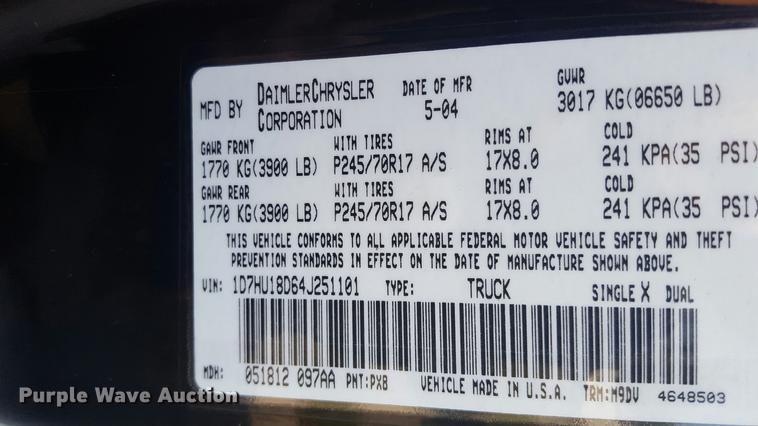 MFD BY DAIMLERCHRYSLER CORPORATION
DATE OF MFR 5-04
GVWR 3017 KG(06650 LB)
GAWR FRONT WITH TIRES RIMS AT COLD
1770 KG(3900 LB) P245/70R17 A/S 17X8.0 241 KPA(35 PSI)
GAWR REAR WITH TIRES RIMS AT COLD
1770 KG(3900 LB) P245/70R17 A/S 17X8.0 241 KPA(35 PSI)
THIS VEHICLE CONFORMS TO ALL APPLICABLE FEDERAL MOTOR VEHICLE SAFETY AND THEFT
PREVENTION STANDARDS IN EFFECT ON THE DATE OF MANUFACTURE SHOWN ABOVE.
VIN: 1D7HU18D64J251101 TYPE: TRUCK SINGLE X DUAL
MDH: 051812 097AA PNT:PX8 VEHICLE MADE IN U.S.A. TRM:M9DV 4648503
Purple Wave Auction